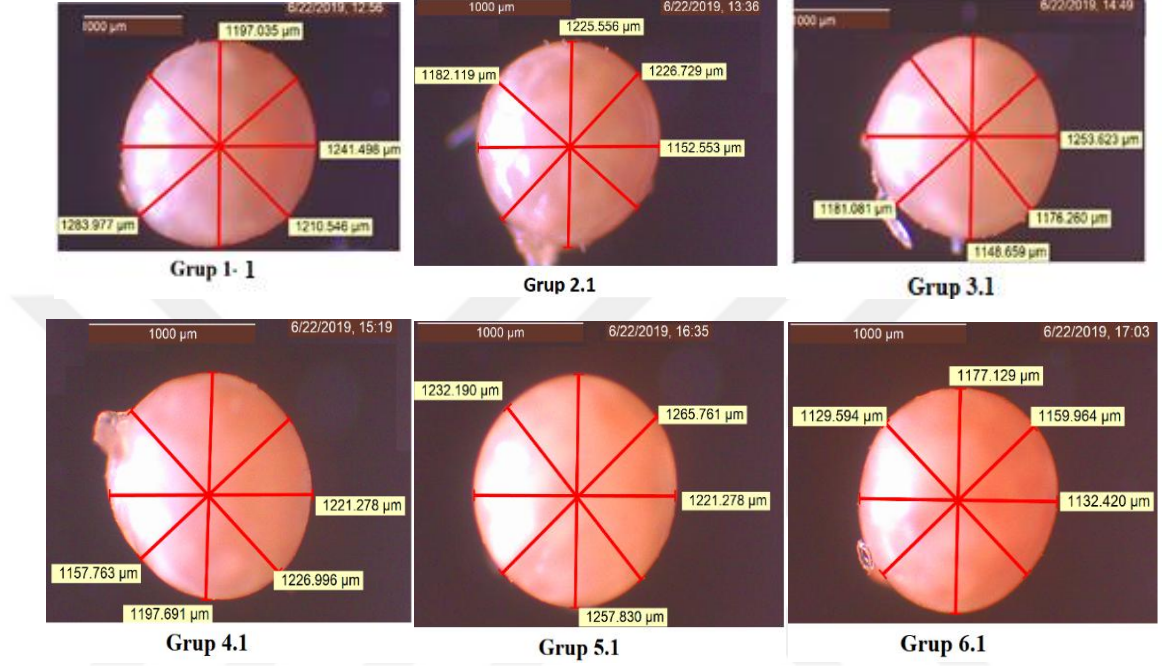 1000 µm
6/22/2019, 12:56
1197.035 µm
1241.498 µm
1283.977 µm
1210.546 µm
Grup 1- 1
1000 µm
6/22/2019, 13:36
1225.556 µm
1182.119 µm
1226.729 µm
1152.553 µm
Grup 2.1
1000 µm
6/22/2019, 14:49
1253.623 µm
1181.081 µm
1176.260 µm
1148.659 µm
Grup 3.1
1000 µm
6/22/2019, 15:19
1221.278 µm
1157.763 µm
1226.996 µm
1197.691 µm
Grup 4.1
1000 µm
6/22/2019, 16:35
1232.190 µm
1265.761 µm
1221.278 µm
1257.830 µm
Grup 5.1
1000 µm
6/22/2019, 17:03
1177.129 µm
1129.594 µm
1159.964 µm
1132.420 µm
Grup 6.1